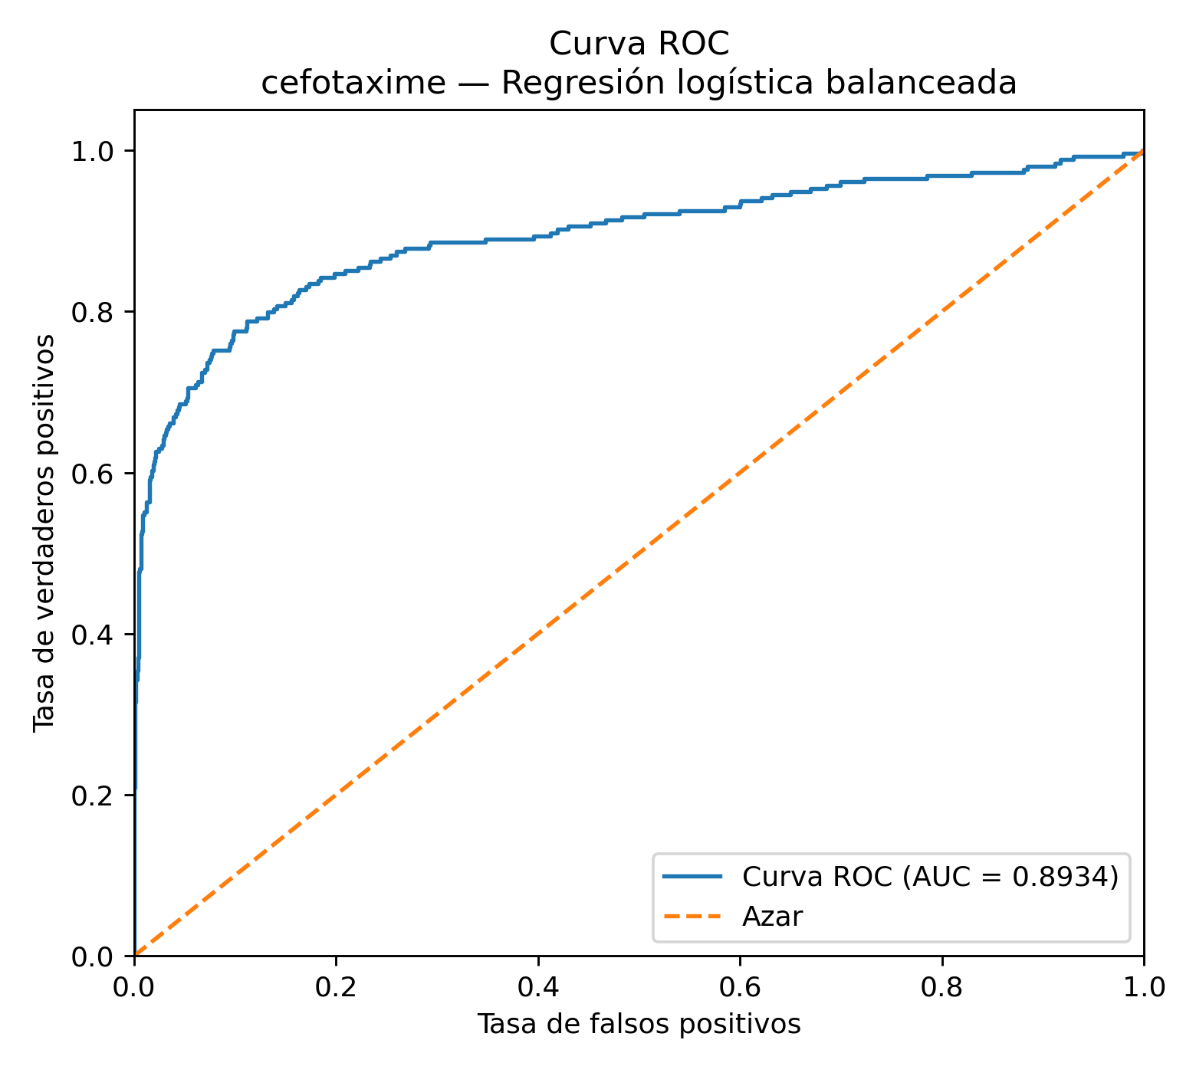 Curva ROC
cefotaxime — Regresión logística balanceada
Tasa de verdaderos positivos
1.0
0.8
0.6
0.4
0.2
0.0
Curva ROC (AUC = 0.8934)
Azar
0.0 0.2 0.4 0.6 0.8 1.0
Tasa de falsos positivos